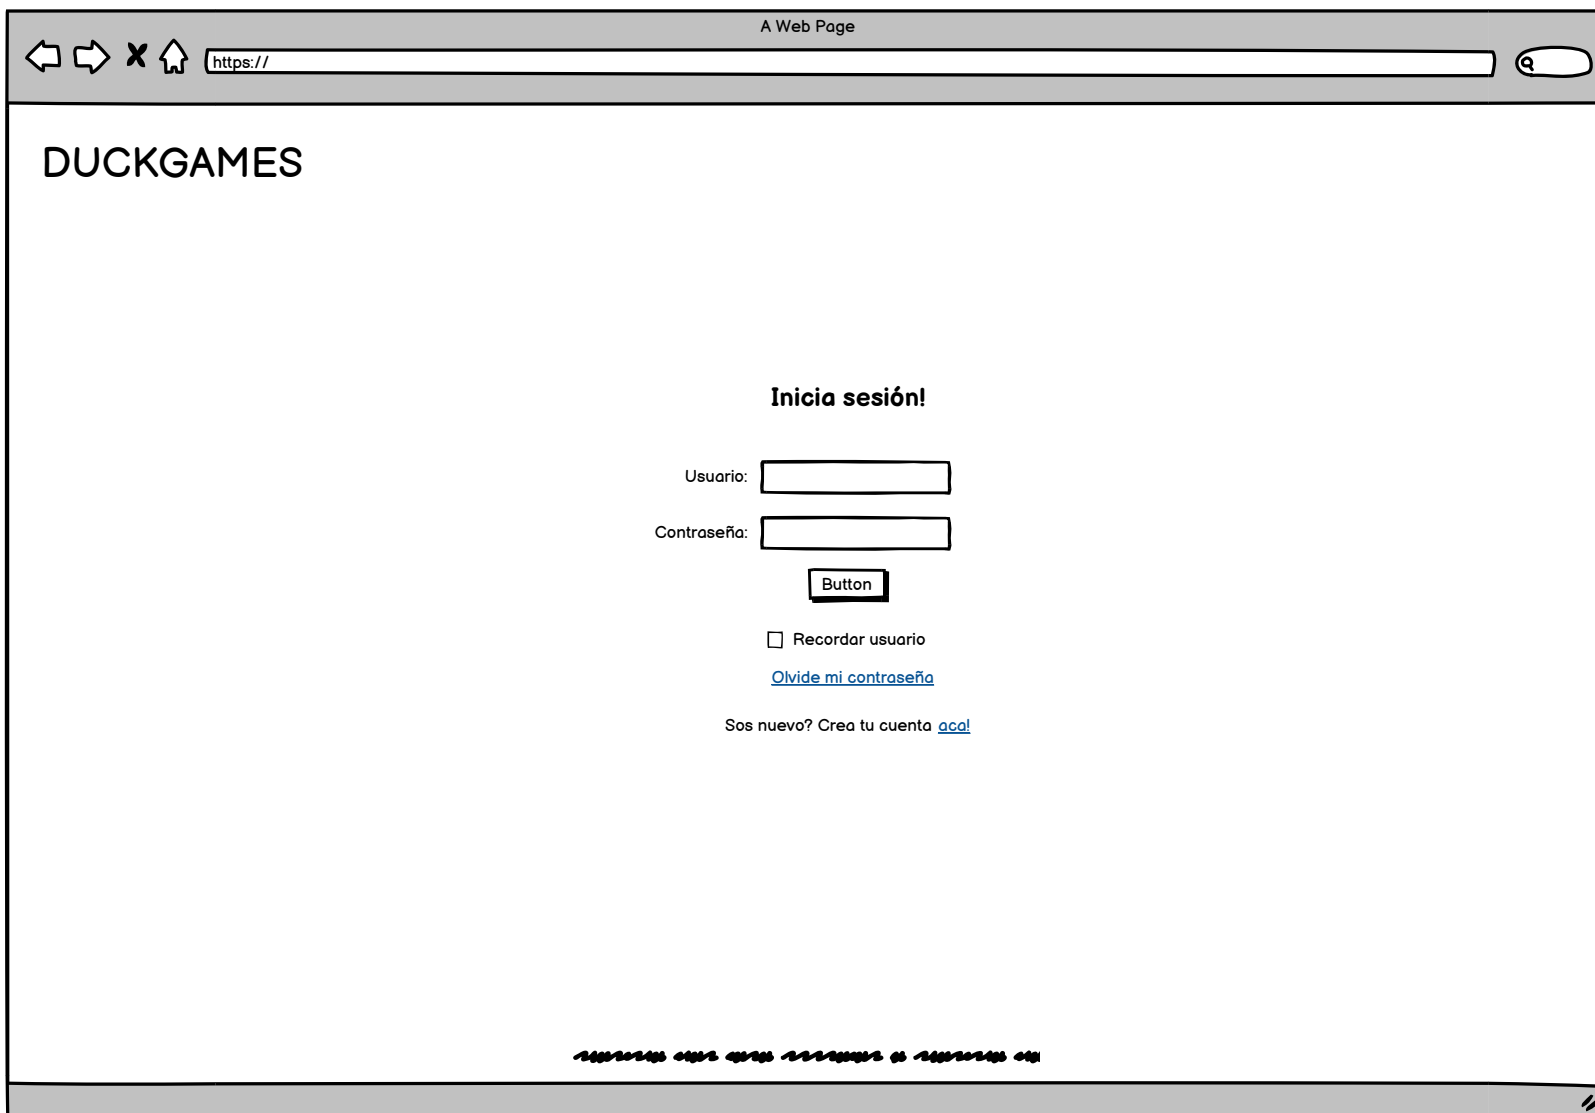 A Web Page
https://
DUCKGAMES
Inicia sesión!
Usuario:
Contraseña:
Button
Recordar usuario
Olvide mi contraseña
Sos nuevo? Crea tu cuenta aca!